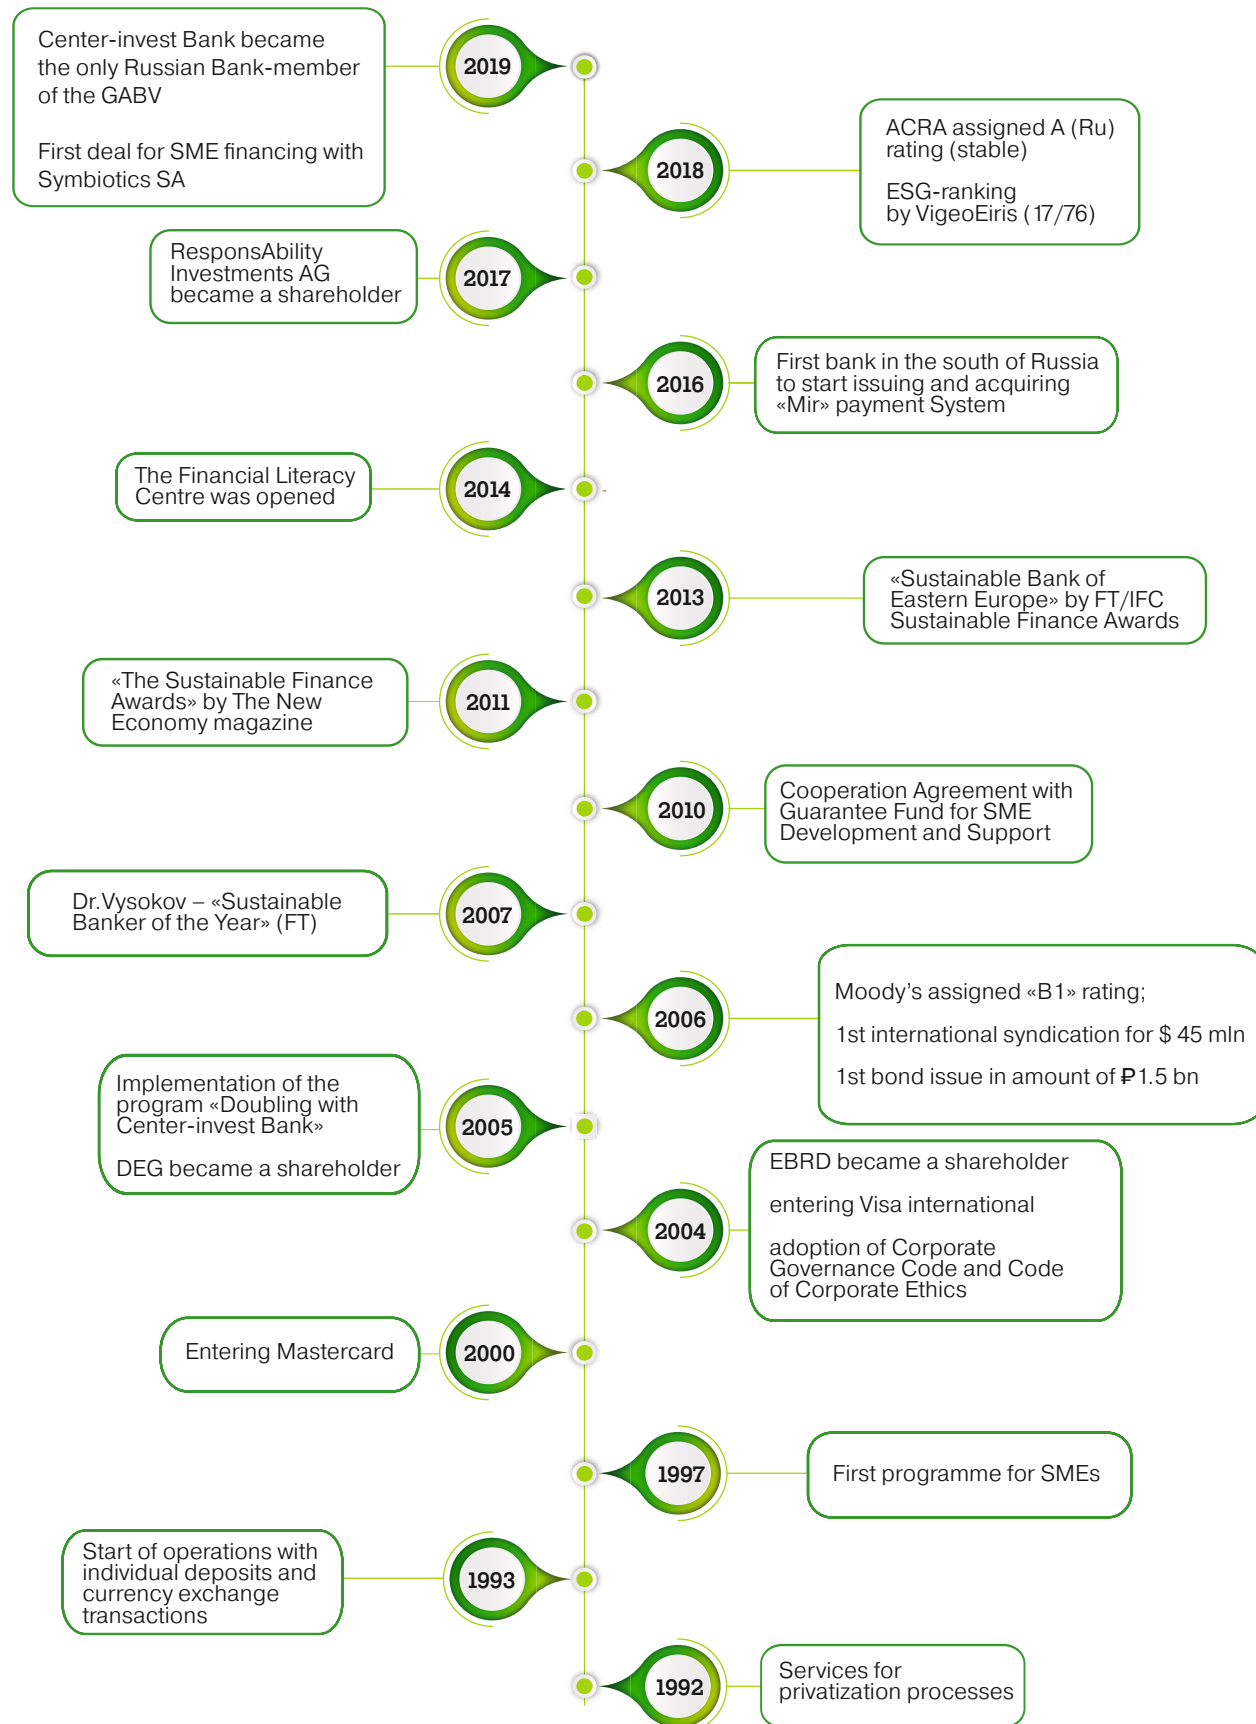 Center-invest Bank became
the only Russian Bank-member
of the GABV
First deal for SME financing with
Symbiotics SA
2019
2018
ACRA assigned A (Ru)
rating (stable)
ESG-ranking
by VigeoEiris (17/76)
ResponsAbility
Investments AG
became a shareholder
2017
2016
First bank in the south of Russia
to start issuing and acquiring
«Mir» payment System
The Financial Literacy
Centre was opened
2014
2013
«Sustainable Bank of
Eastern Europe» by FT/IFC
Sustainable Finance Awards
«The Sustainable Finance
Awards» by The New
Economy magazine
2011
2010
Cooperation Agreement with
Guarantee Fund for SME
Development and Support
Dr.Vysokov – «Sustainable
Banker of the Year» (FT)
2007
2006
Moody’s assigned «B1» rating;
1st international syndication for $ 45 mln
1st bond issue in amount of ₽1.5 bn
Implementation of the
program «Doubling with
Center-invest Bank»
DEG became a shareholder
2005
2004
EBRD became a shareholder
entering Visa international
adoption of Corporate
Governance Code and Code
of Corporate Ethics
Entering Mastercard
2000
1997
First programme for SMEs
Start of operations with
individual deposits and
currency exchange
transactions
1993
1992
Services for
privatization processes